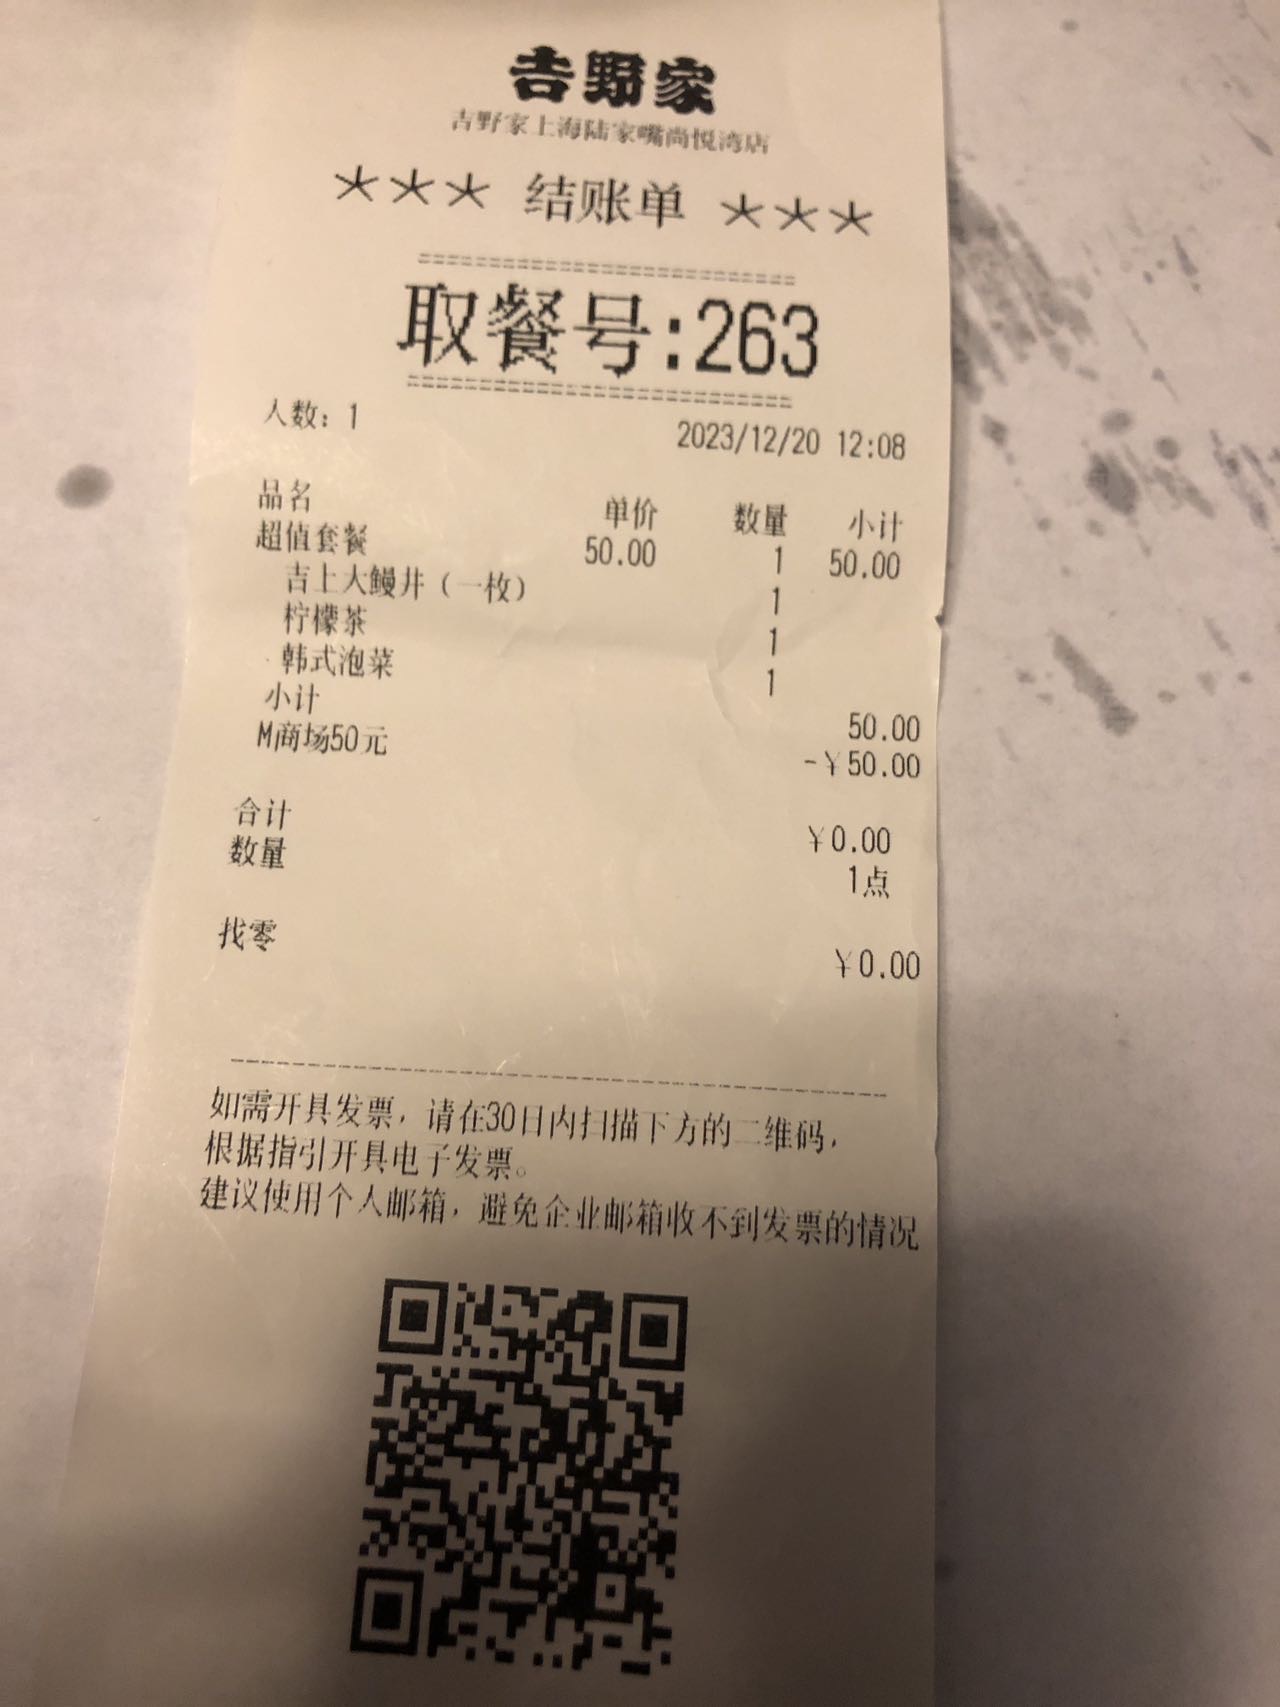 吉野家
吉野家上海陆家嘴尚悦湾店
*** 结账单 ***
取餐号:263
人数: 1 2023/12/20 12:08
品名 单价 数量 小计
超值套餐 50.00 1 50.00
吉上大鳗井（一枚） 1
柠檬茶 1
韩式泡菜 1
小计 50.00
M商场50元 -¥50.00
合计 ¥0.00
数量 1点
找零 ¥0.00
如需开具发票, 请在30日内扫描下方的二维码,
根据指引开具电子发票。
建议使用个人邮箱, 避免企业邮箱收不到发票的情况